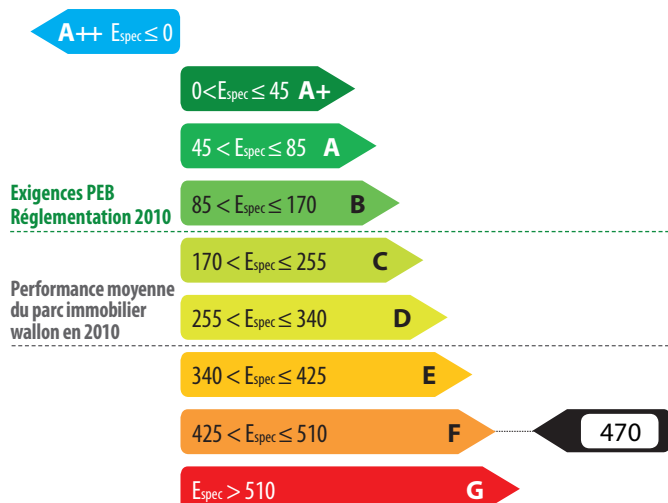 A++ Espec ≤ 0
0 < Espec ≤ 45 A+
45 < Espec ≤ 85 A
Exigences PEB
Réglementation 2010
85 < Espec ≤ 170 B
170 < Espec ≤ 255 C
Performance moyenne
du parc immobilier
wallon en 2010
255 < Espec ≤ 340 D
340 < Espec ≤ 425 E
425 < Espec ≤ 510 F 470
Espec > 510 G